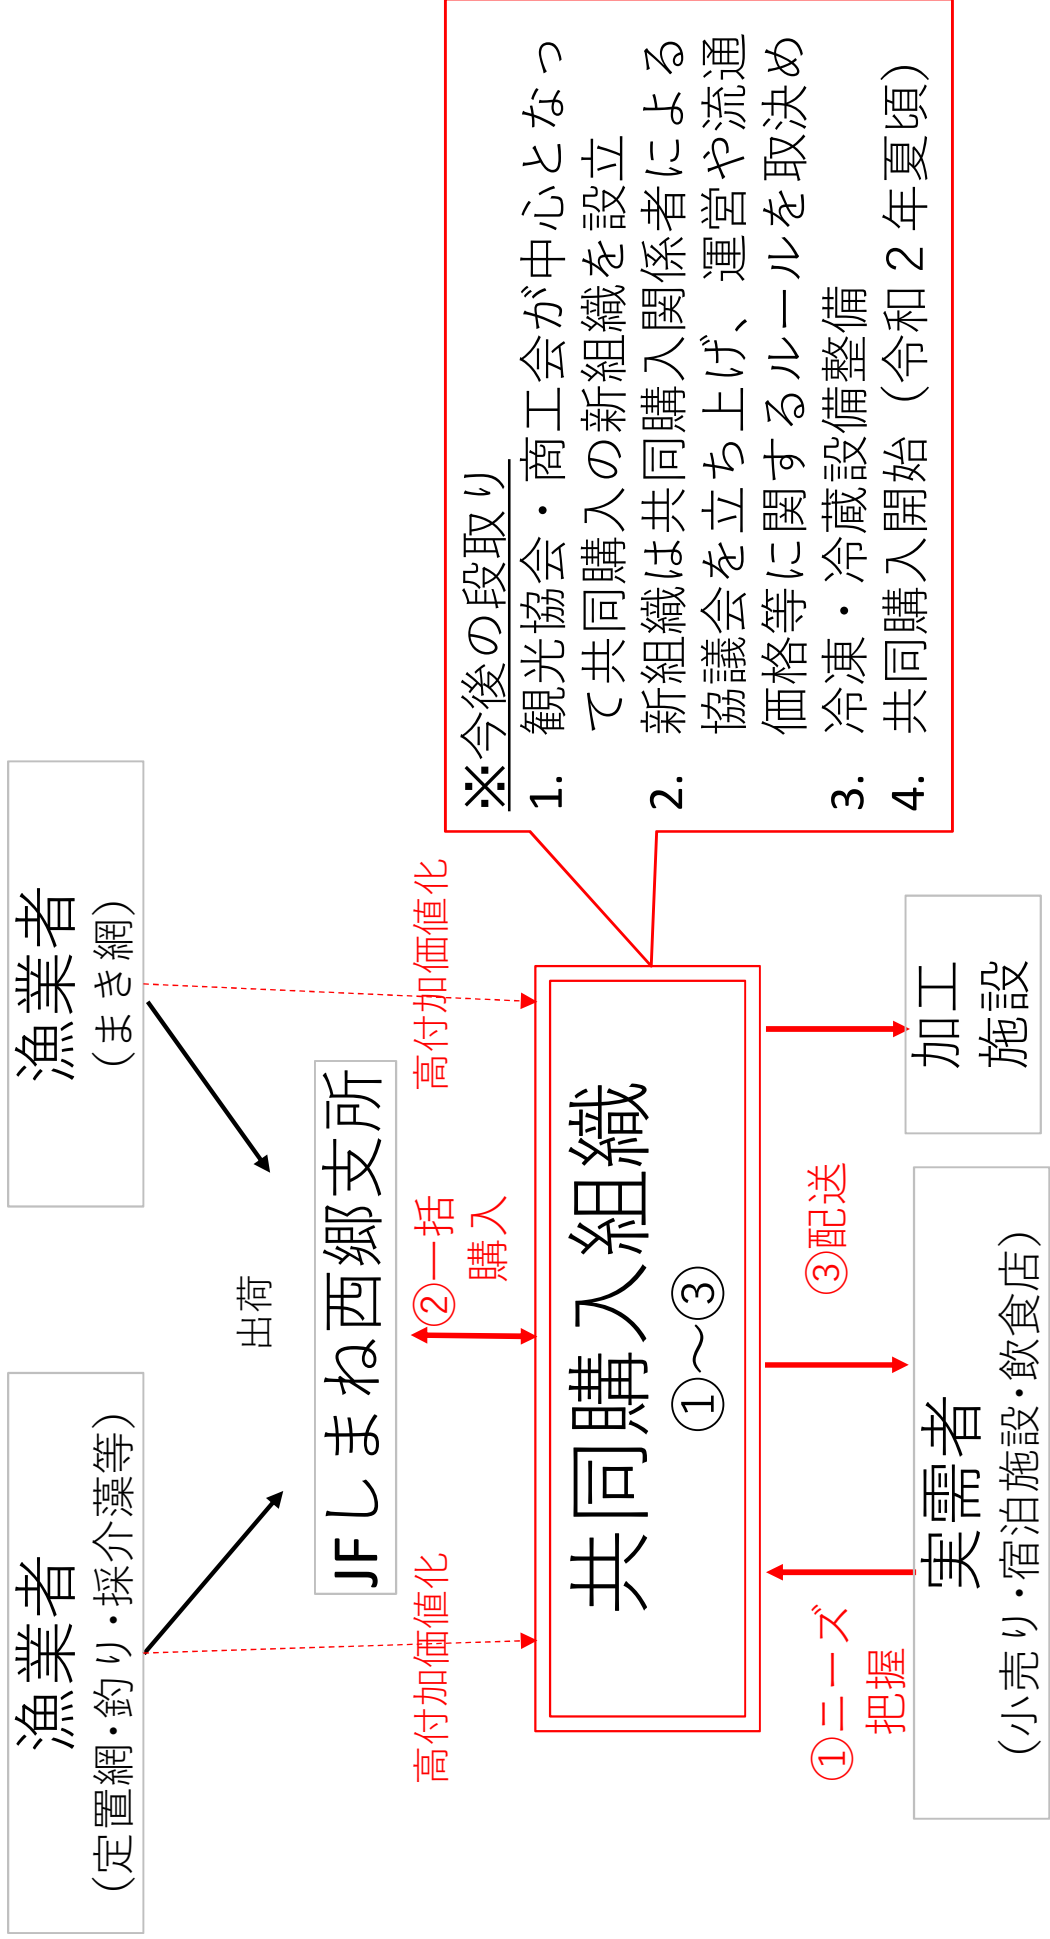 漁業者
(定置網・釣り・採介藻等)
漁業者
(まき網)
出荷
JFしまね西郷支所
高付加価値化
②一括
購入
高付加価値化
共同購入組織
①～③
①ニーズ
把握
③配送
実需者
(小売り・宿泊施設・飲食店)
加工
施設
※今後の段取り
1. 観光協会・商工会が中心となっ
て共同購入の新組織を設立
2. 新組織は共同購入関係者による
協議会を立ち上げ、運営や流通
価格等に関するルールを取決め
3. 冷凍・冷蔵設備整備
4. 共同購入開始（令和２年夏頃）